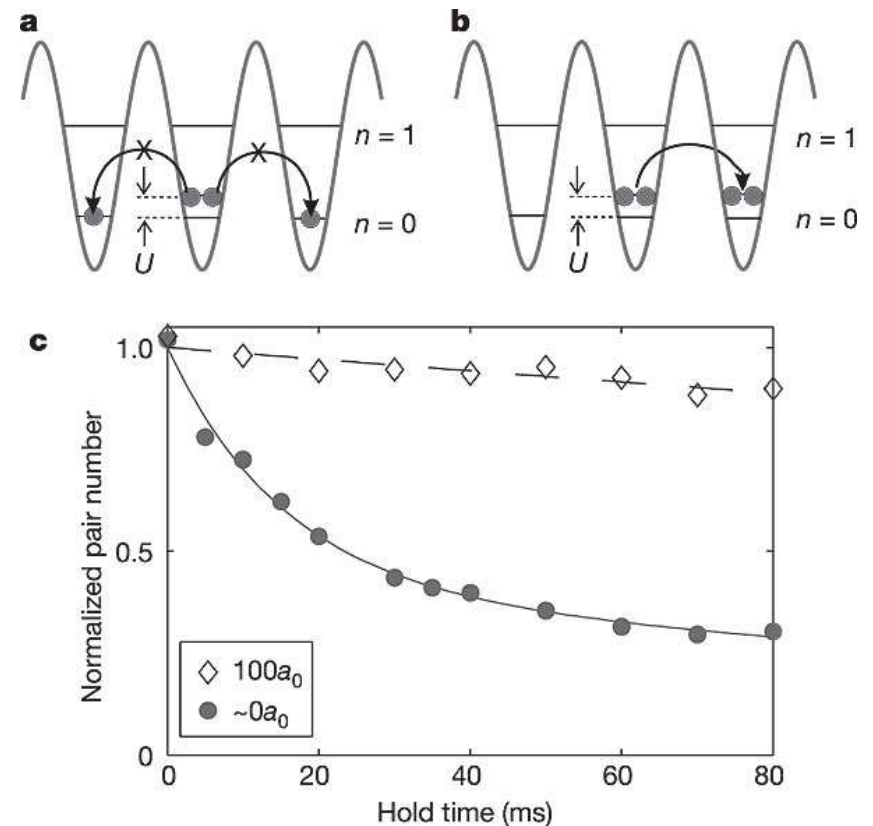 a
n = 1
n = 0
U
b
n = 1
n = 0
U
c
Normalized pair number
1.0
0.5
0
100a₀
~0a₀
0
20
40
60
80
Hold time (ms)